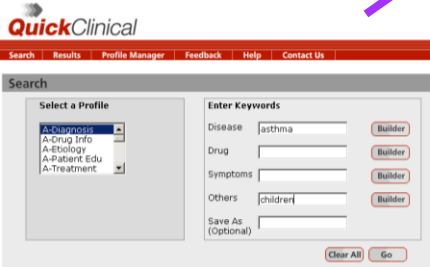 QuickClinical
Search Results Profile Manager Feedback Help Contact Us
Search
Select a Profile
A-Diagnosis
A-Drug Info
A-Etiology
A-Patient Edu
A-Treatment
Enter Keywords
Disease asthma Builder
Drug Builder
Symptoms Builder
Others children Builder
Save As
(Optional)
Clear All Go